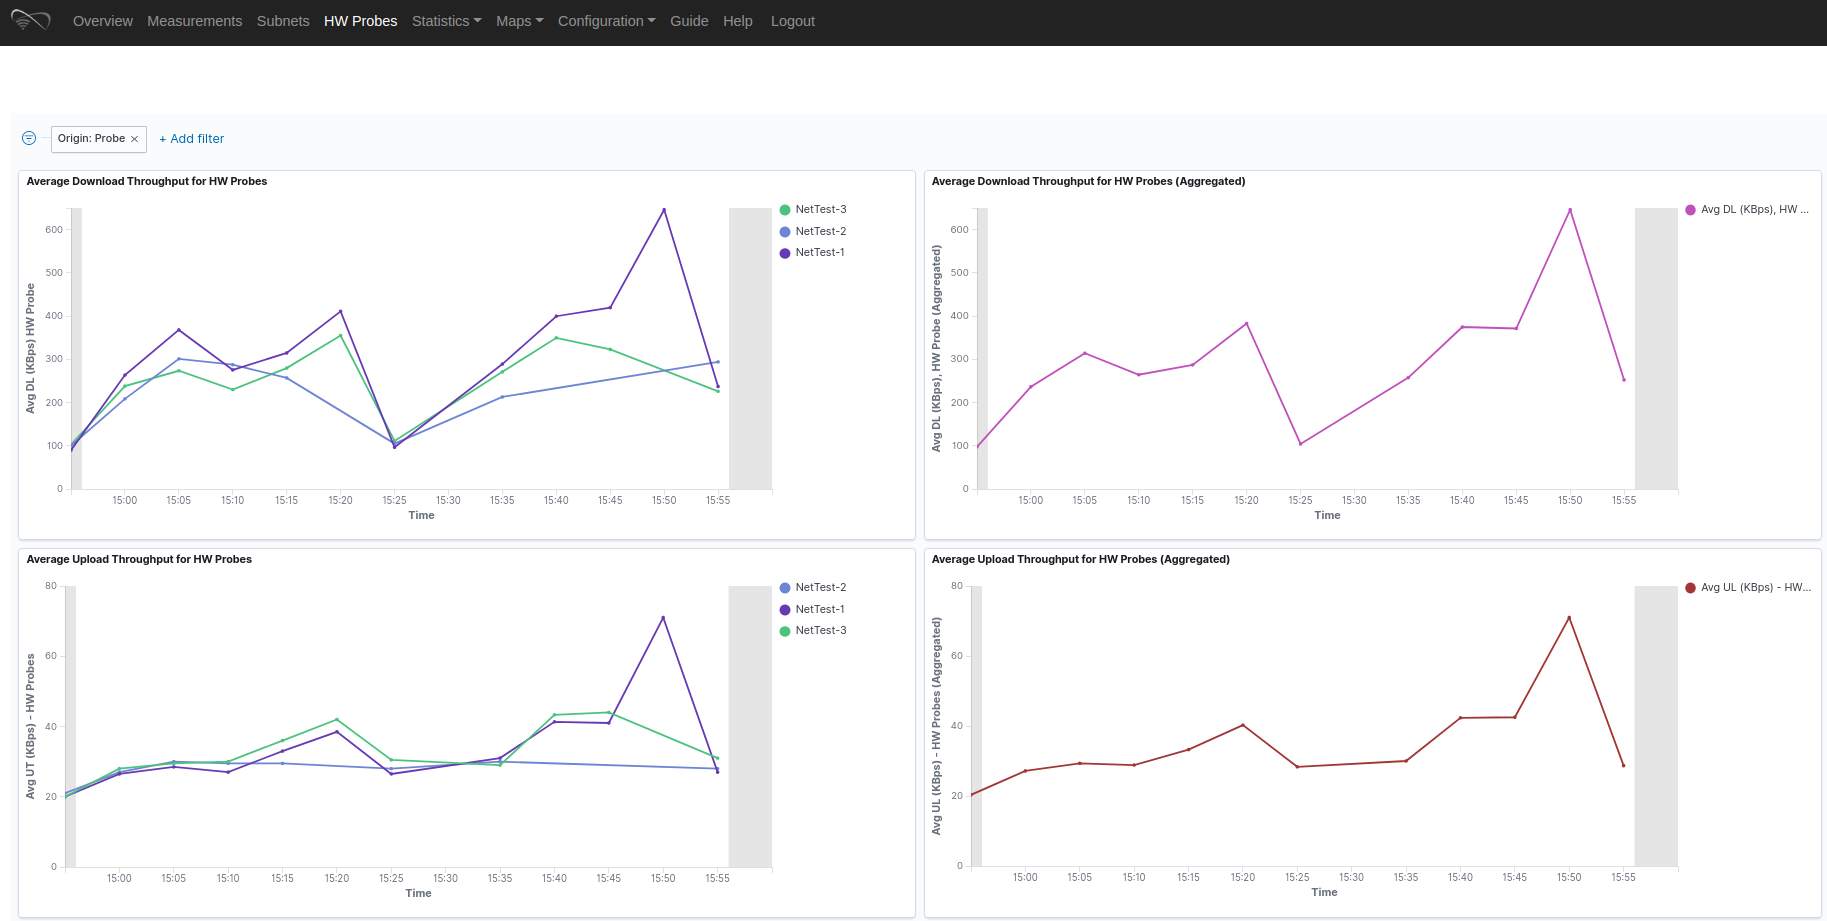 Overview Measurements Subnets HW Probes Statistics Maps Configuration Guide Help Logout
Origin: Probe × + Add filter
Average Download Throughput for HW Probes
Avg DL (KBps) HW Probe
600
500
400
300
200
100
0
15:00 15:05 15:10 15:15 15:20 15:25 15:30 15:35 15:40 15:45 15:50 15:55
Time
NetTest-3
NetTest-2
NetTest-1
Average Download Throughput for HW Probes (Aggregated)
Avg DL (KBps), HW Probe (Aggregated)
600
500
400
300
200
100
0
15:00 15:05 15:10 15:15 15:20 15:25 15:30 15:35 15:40 15:45 15:50 15:55
Time
Avg DL (KBps), HW ...
Average Upload Throughput for HW Probes
Avg UT (KBps) - HW Probes
80
60
40
20
0
15:00 15:05 15:10 15:15 15:20 15:25 15:30 15:35 15:40 15:45 15:50 15:55
Time
NetTest-2
NetTest-1
NetTest-3
Average Upload Throughput for HW Probes (Aggregated)
Avg UL (KBps) - HW Probes (Aggregated)
80
60
40
20
0
15:00 15:05 15:10 15:15 15:20 15:25 15:30 15:35 15:40 15:45 15:50 15:55
Time
Avg UL (KBps) - HW...